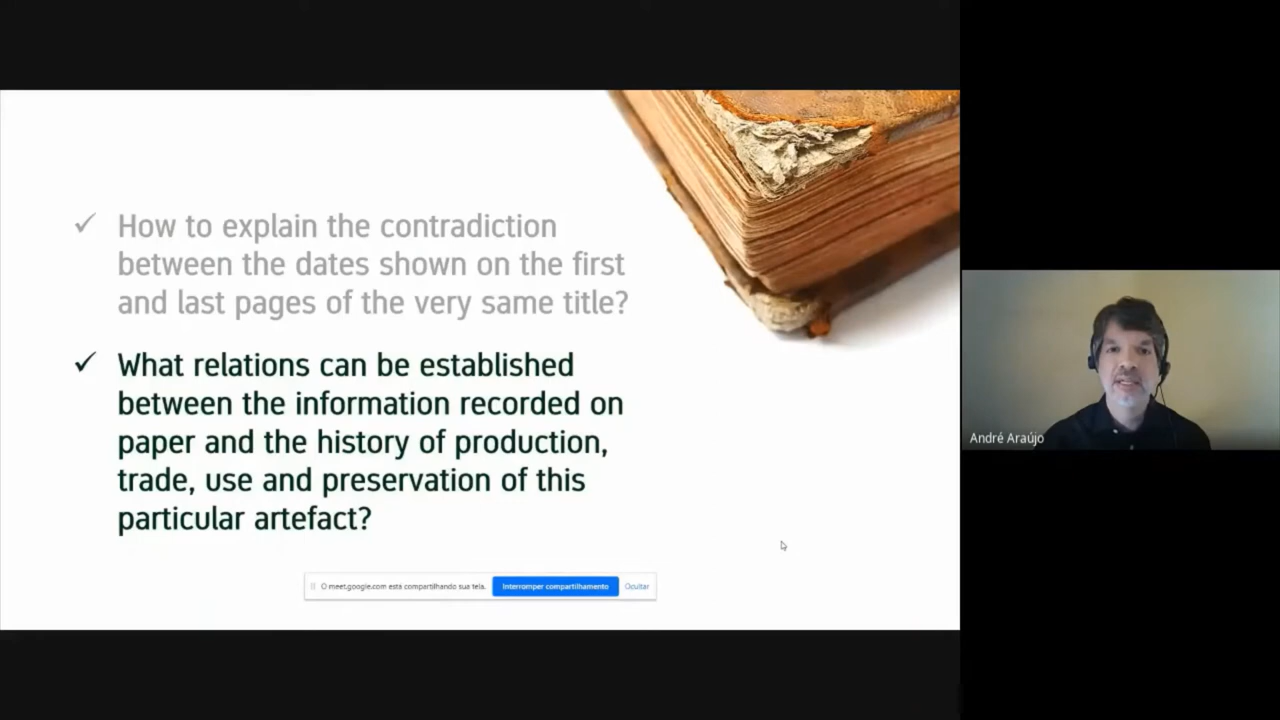 ✓ How to explain the contradiction
between the dates shown on the first
and last pages of the very same title?
✓ What relations can be established
between the information recorded on
paper and the history of production,
trade, use and preservation of this
particular artefact?
O meet.google.com está compartilhando sua tela. Interromper compartilhamento Ocultar
André Araújo